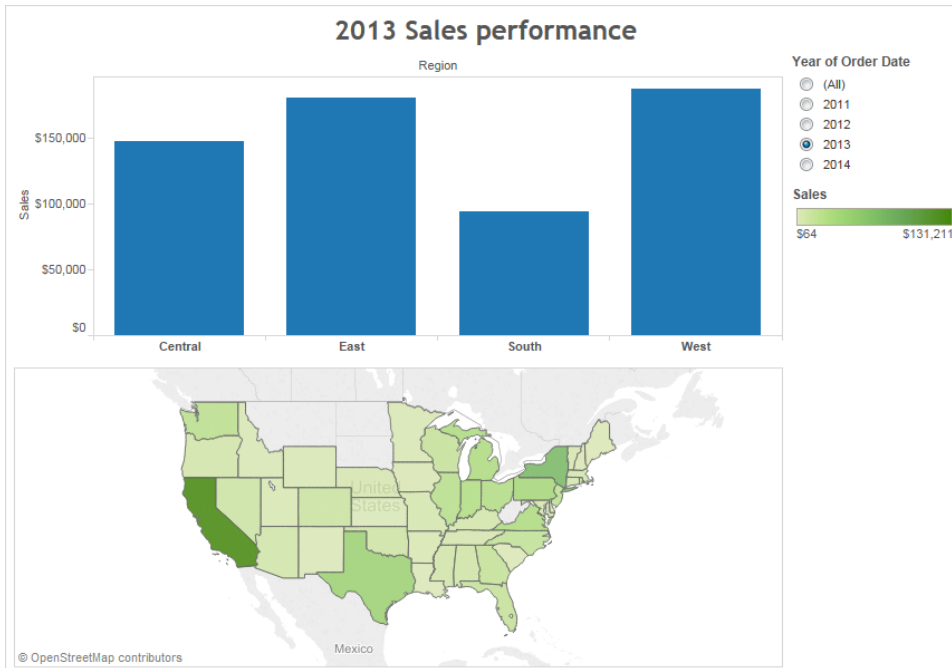 2013 Sales performance
Region
Sales
$150,000
$100,000
$50,000
$0
Central
East
South
West
Year of Order Date
(All)
2011
2012
2013
2014
Sales
$64
$131,211
United
States
Mexico
© OpenStreetMap contributors